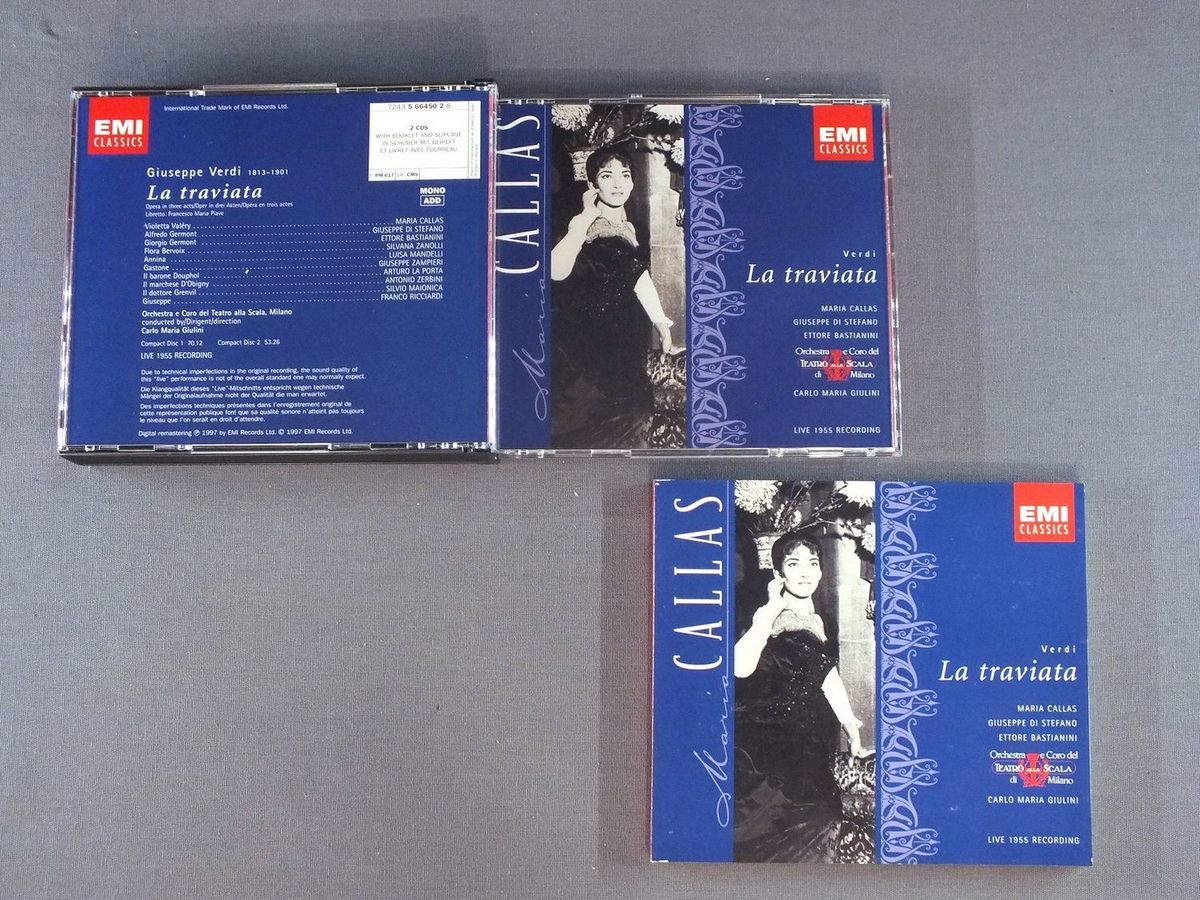 EMI
CLASSICS
International Trade Mark of EMI Records Ltd.
7243 5 66450 2 8
2 CDS
WITH BOOKLET AND SLIPCASE
IN SCHUBER MIT BEIHEFT
ET LIVRET AVEC FOURREAU
PM 617
CMS
Giuseppe Verdi 1813-1901
La traviata
MONO
ADD
Opera in three acts/Oper in drei Akten/Opéra en trois actes
Libretto: Francesco Maria Piave
Violetta Valéry MARIA CALLAS
Alfredo Germont GIUSEPPE DI STEFANO
Giorgio Germont ETTORE BASTIANINI
Flora Bervoix SILVANA ZANOLLI
Annina LUISA MANDELLI
Gastone GIUSEPPE ZAMPIERI
Il barone Douphol ARTURO LA PORTA
Il marchese D'Obigny ANTONIO ZERBINI
Il dottore Grenvil SILVIO MAIONICA
Giuseppe FRANCO RICCIARDI
Orchestra e Coro del Teatro alla Scala, Milano
conducted by/Dirigent/direction
Carlo Maria Giulini
Compact Disc 1 70.12 Compact Disc 2 53.26
LIVE 1955 RECORDING
Due to technical imperfections in the original recording, the sound quality of
this "live" performance is not of the overall standard one may normally expect.
Die Klangqualität dieses "Live"-Mitschnitts entspricht wegen technische
Mängel der Originalaufnahme nicht der Qualität die man erwartet.
Des imperfections techniques présentes dans l'enregistrement original de
cette représentation publique font que sa qualité sonore n'atteint pas toujours
le niveau que l'on serait en droit d'attendre.
Digital remastering ℗ 1997 by EMI Records Ltd. © 1997 EMI Records Ltd.
Maria CALLAS
EMI
CLASSICS
Verdi
La traviata
MARIA CALLAS
GIUSEPPE DI STEFANO
ETTORE BASTIANINI
Orchestra e Coro del
TEATRO ALLA SCALA
di Milano
CARLO MARIA GIULINI
LIVE 1955 RECORDING
Maria CALLAS
EMI
CLASSICS
Verdi
La traviata
MARIA CALLAS
GIUSEPPE DI STEFANO
ETTORE BASTIANINI
Orchestra e Coro del
TEATRO ALLA SCALA
di Milano
CARLO MARIA GIULINI
LIVE 1955 RECORDING